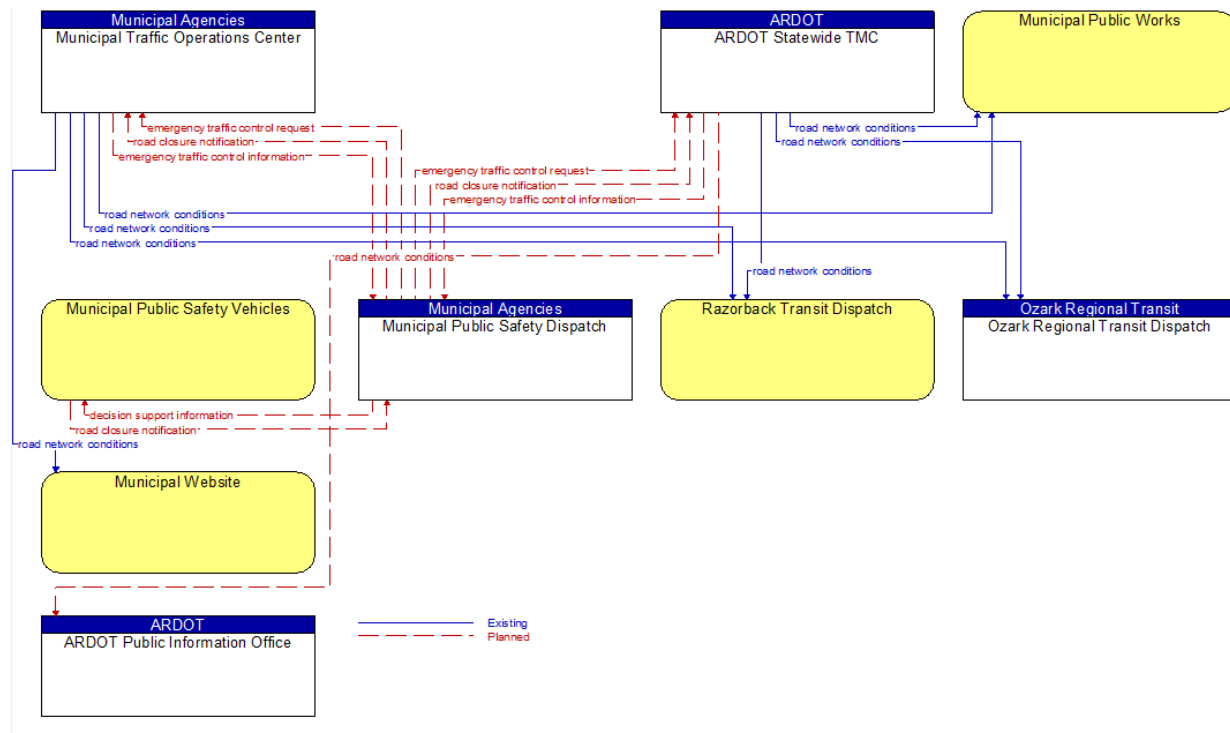 Municipal Agencies
Municipal Traffic Operations Center
ARDOT
ARDOT Statewide TMC
Municipal Public Works
emergency traffic control request
road closure notification
emergency traffic control information
road network conditions
road network conditions
emergency traffic control request
road closure notification
emergency traffic control information
road network conditions
road network conditions
road network conditions
road network conditions
road network conditions
Municipal Public Safety Vehicles
Municipal Agencies
Municipal Public Safety Dispatch
Razorback Transit Dispatch
Ozark Regional Transit
Ozark Regional Transit Dispatch
decision support information
road closure notification
road network conditions
Municipal Website
ARDOT
ARDOT Public Information Office
Existing
Planned